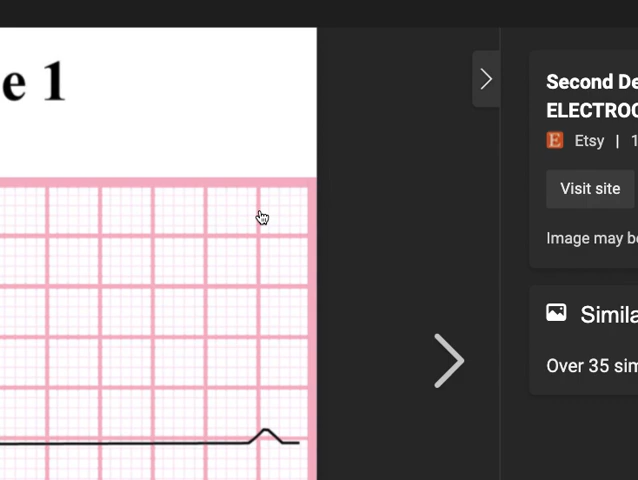 e 1
Second De
ELECTROC
E Etsy | 1
Visit site
Image may be
Simila
Over 35 sim